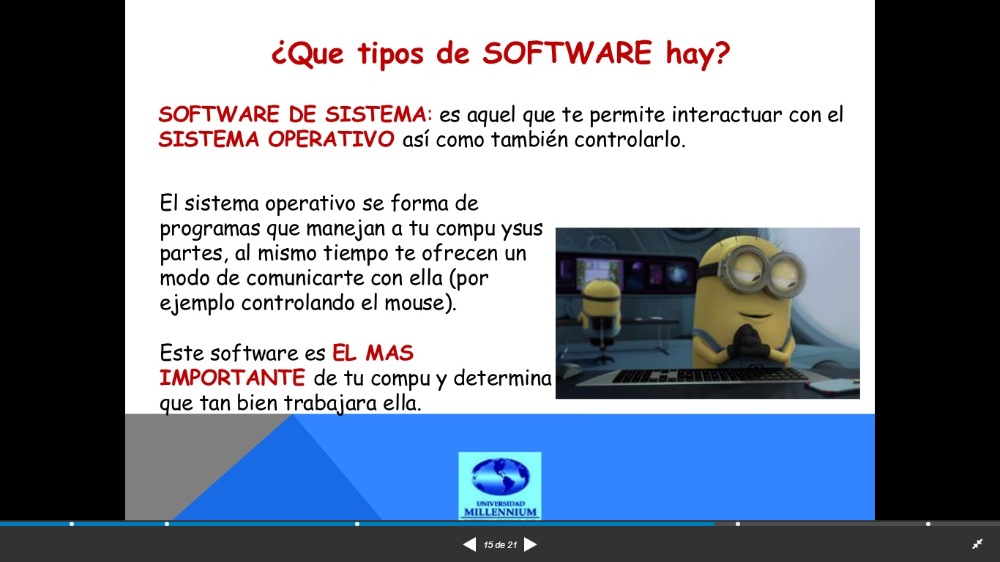 ¿Que tipos de SOFTWARE hay?
SOFTWARE DE SISTEMA: es aquel que te permite interactuar con el
SISTEMA OPERATIVO así como también controlarlo.
El sistema operativo se forma de
programas que manejan a tu compu ysus
partes, al mismo tiempo te ofrecen un
modo de comunicarte con ella (por
ejemplo controlando el mouse).
Este software es EL MAS
IMPORTANTE de tu compu y determina
que tan bien trabajara ella.
UNIVERSIDAD
MILLENNIUM
15 de 21